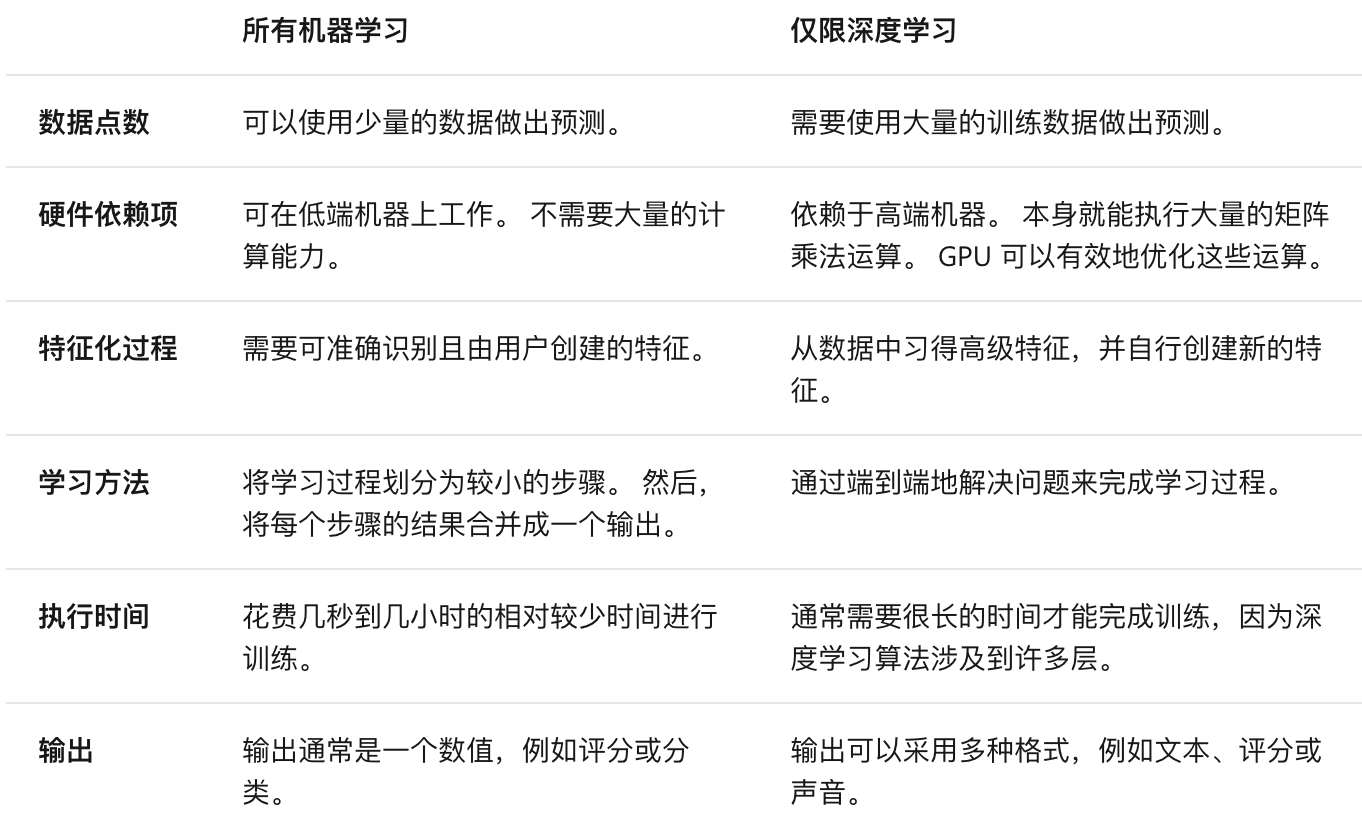 所有机器学习 仅限深度学习
数据点数 可以使用少量的数据做出预测。 需要使用大量的训练数据做出预测。
硬件依赖项 可在低端机器上工作。 不需要大量的计 依赖于高端机器。 本身就能执行大量的矩阵
算能力。 乘法运算。 GPU 可以有效地优化这些运算。
特征化过程 需要可准确识别且由用户创建的特征。 从数据中习得高级特征，并自行创建新的特
征。
学习方法 将学习过程划分为较小的步骤。 然后， 通过端到端地解决问题来完成学习过程。
将每个步骤的结果合并成一个输出。
执行时间 花费几秒到几小时的相对较少时间进行 通常需要很长的时间才能完成训练，因为深
训练。 度学习算法涉及到许多层。
输出 输出通常是一个数值，例如评分或分 输出可以采用多种格式，例如文本、评分或
类。 声音。